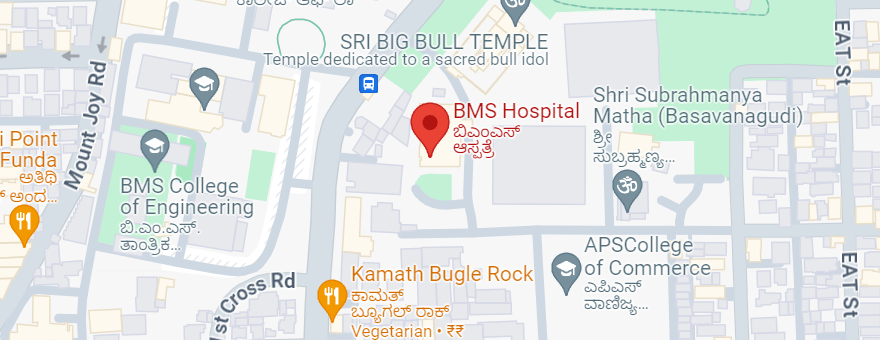 SRI BIG BULL TEMPLE
Temple dedicated to a sacred bull idol
EAT St
Mount Joy Rd
BMS Hospital
ಬಿಎಂಎಸ್
ಆಸ್ಪತ್ರೆ
Shri Subrahmanya
Matha (Basavanagudi)
ಶ್ರೀ
ಸುಬ್ರಹ್ಮಣ್ಯ...
i Point
Funda
ಅತಿಥಿ
ಅಂದ...
BMS College
of Engineering
ಬಿ.ಎಂ.ಎಸ್.
ತಾಂತ್ರಿಕ...
APSCollege
of Commerce
ಎಪಿಎಸ್
ವಾಣಿಜ್ಯ...
EAT St
1st Cross Rd
Kamath Bugle Rock
ಕಾಮತ್
ಬ್ಯೂಗಲ್ ರಾಕ್
Vegetarian • ₹₹